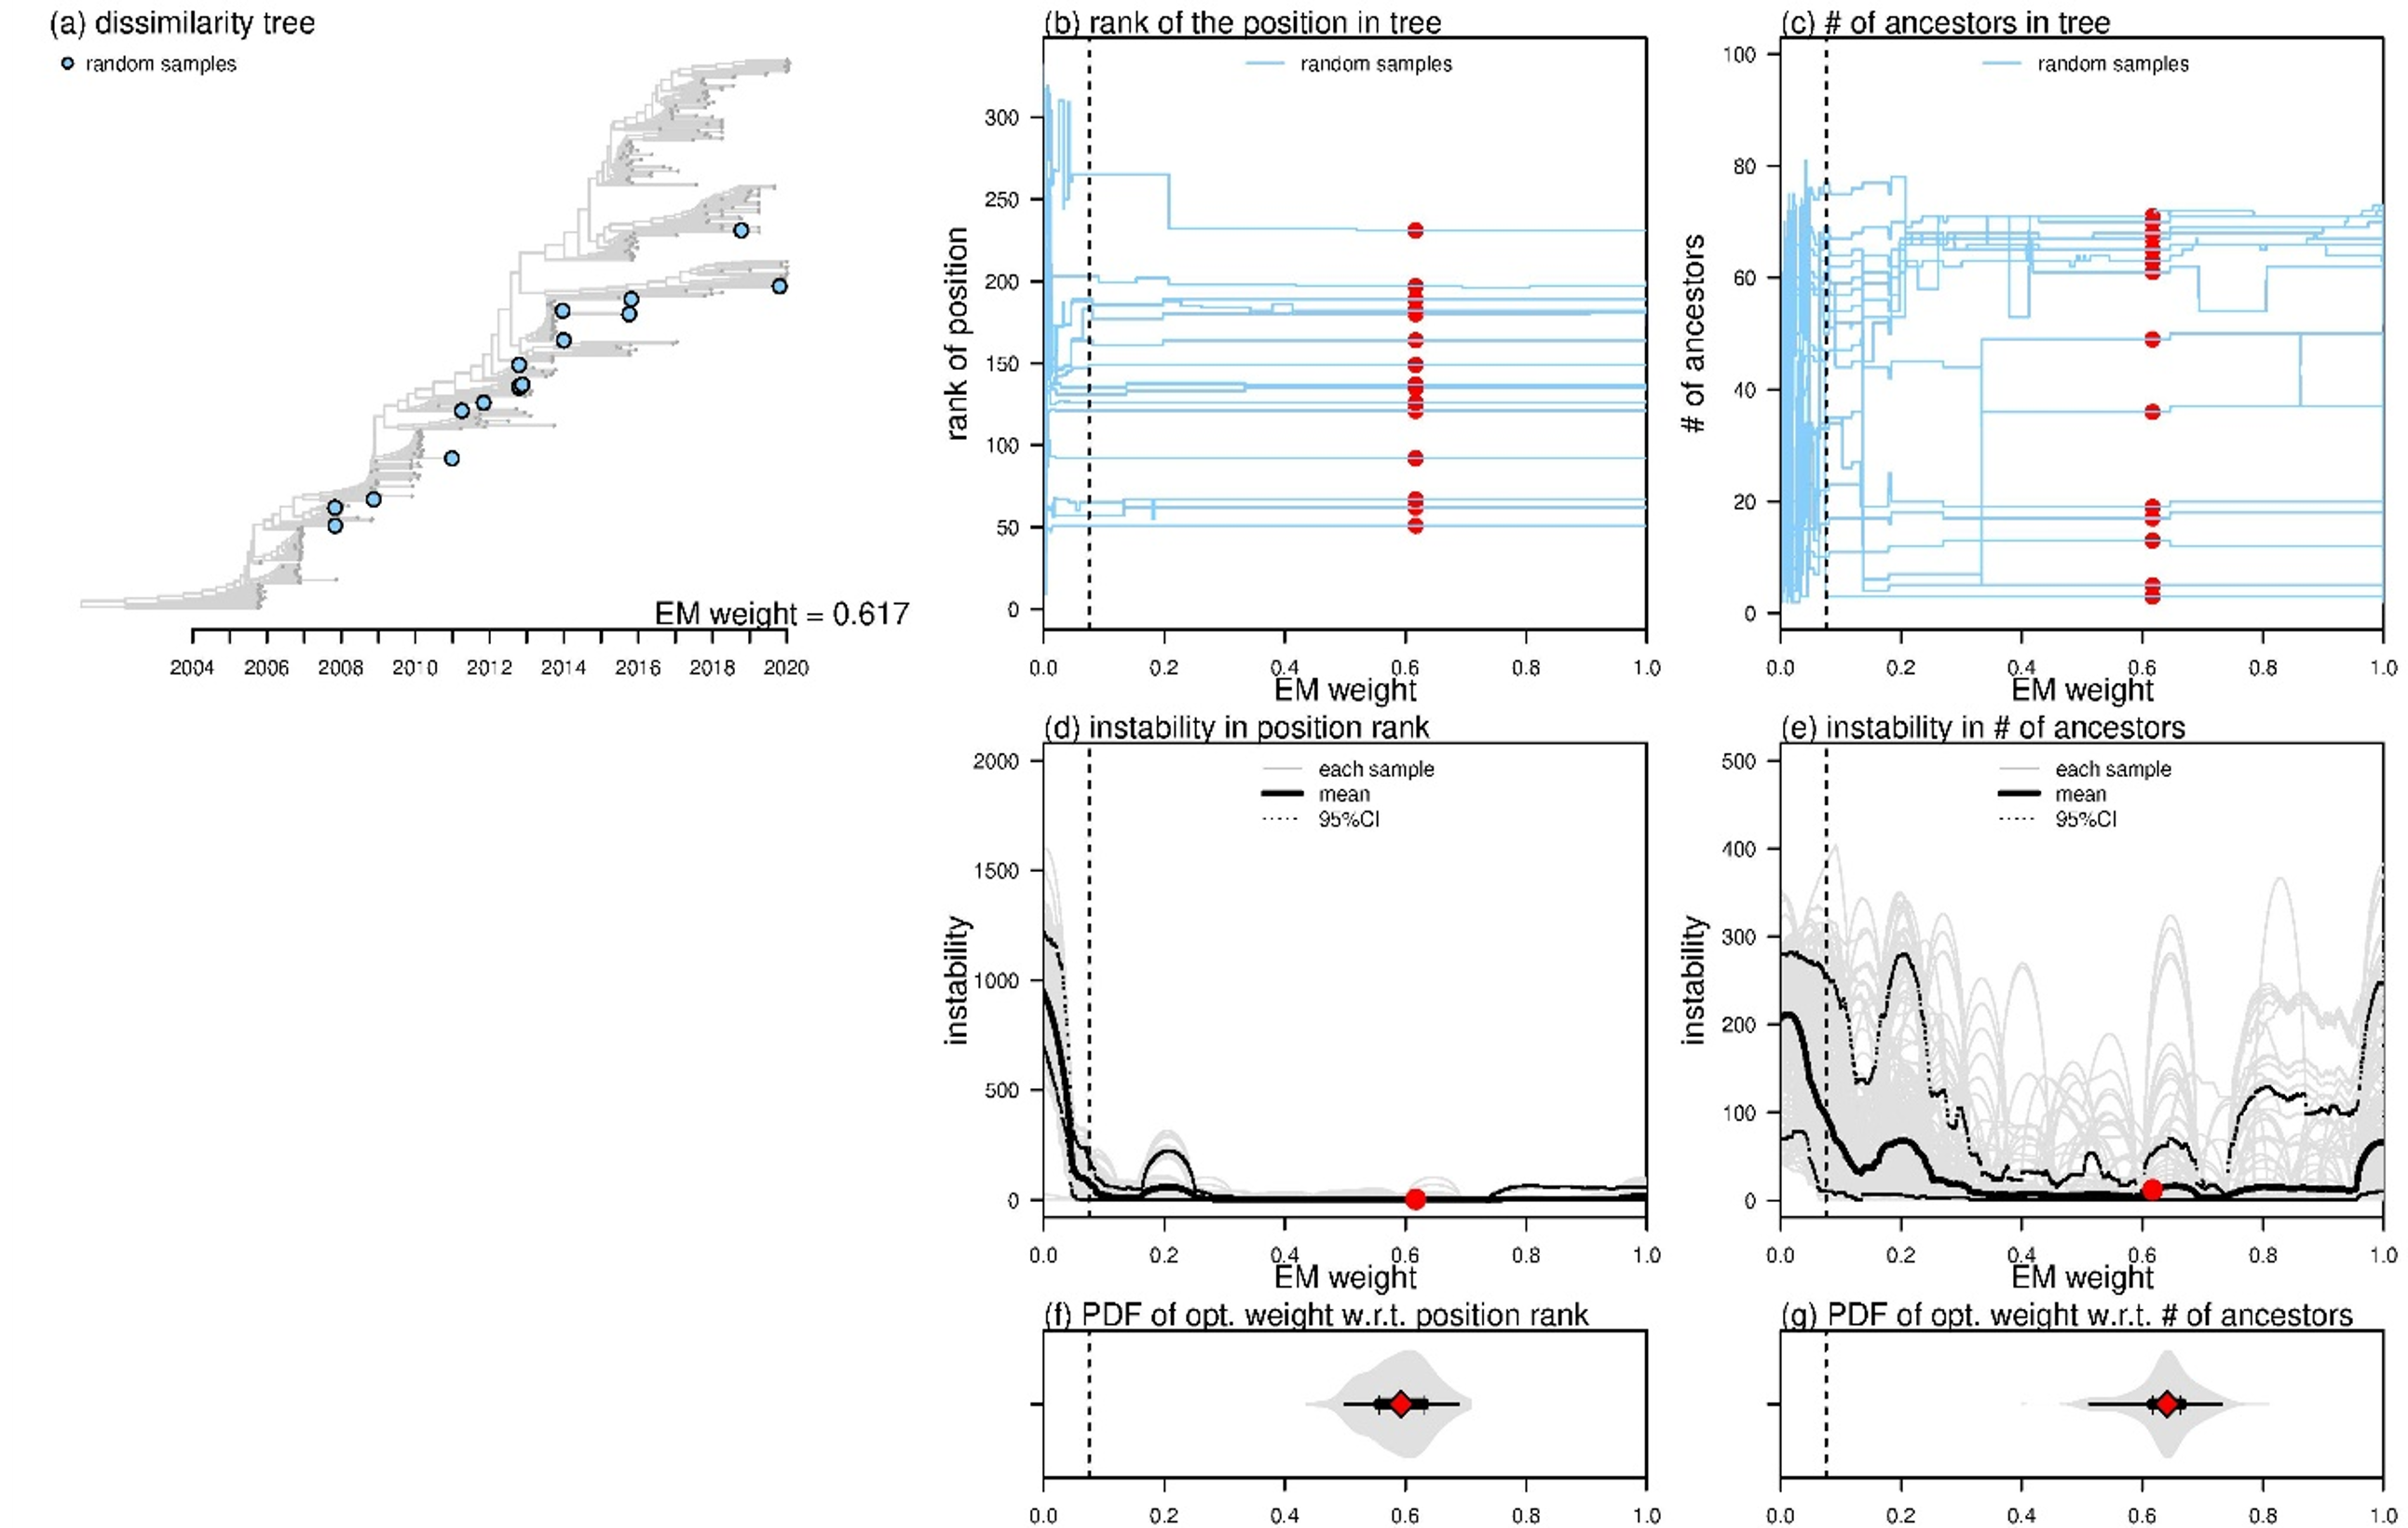 (a) dissimilarity tree
random samples
EM weight = 0.617
2004 2006 2008 2010 2012 2014 2016 2018 2020
(b) rank of the position in tree
random samples
rank of position
300
250
200
150
100
50
0
0.0 0.2 0.4 0.6 0.8 1.0
EM weight
(c) # of ancestors in tree
random samples
# of ancestors
100
80
60
40
20
0
0.0 0.2 0.4 0.6 0.8 1.0
EM weight
(d) instability in position rank
each sample
mean
95%CI
instability
2000
1500
1000
500
0
0.0 0.2 0.4 0.6 0.8 1.0
EM weight
(e) instability in # of ancestors
each sample
mean
95%CI
instability
500
400
300
200
100
0
0.0 0.2 0.4 0.6 0.8 1.0
EM weight
(f) PDF of opt. weight w.r.t. position rank
0.0 0.2 0.4 0.6 0.8 1.0
(g) PDF of opt. weight w.r.t. # of ancestors
0.0 0.2 0.4 0.6 0.8 1.0